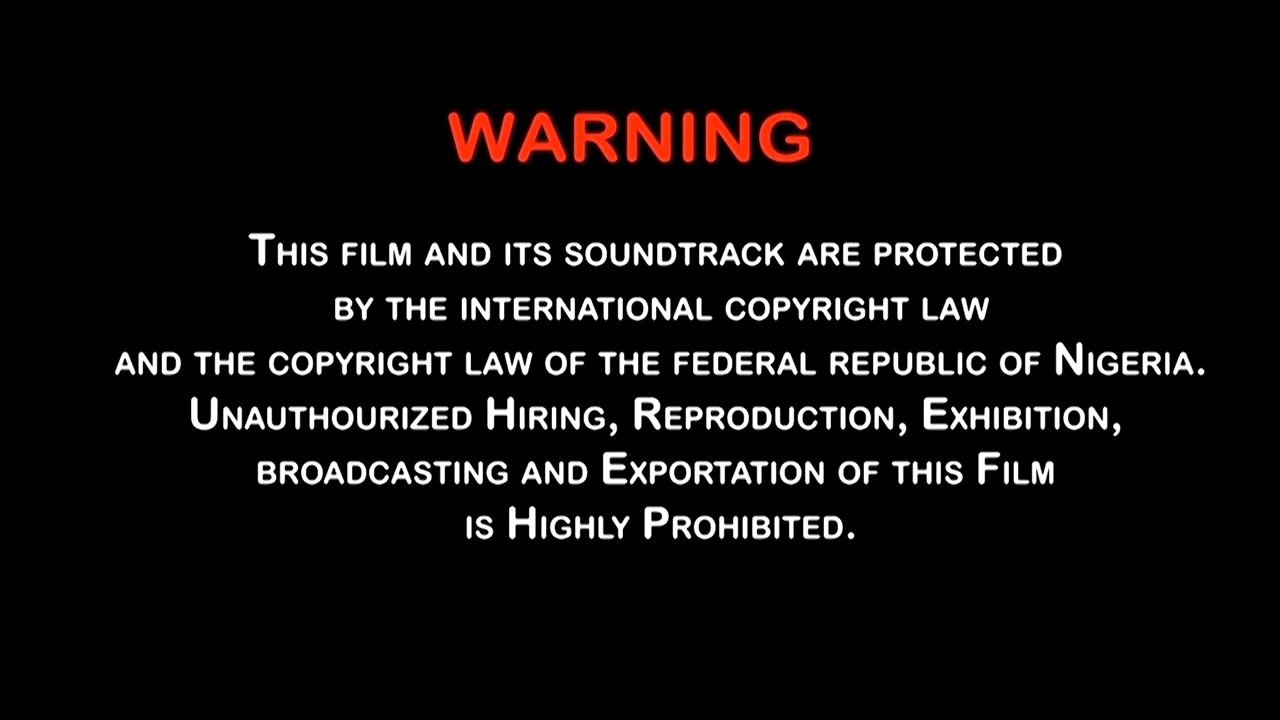 WARNING
This film and its soundtrack are protected
by the international copyright law
and the copyright law of the federal republic of Nigeria.
Unauthourized Hiring, Reproduction, Exhibition,
broadcasting and Exportation of this Film
is Highly Prohibited.